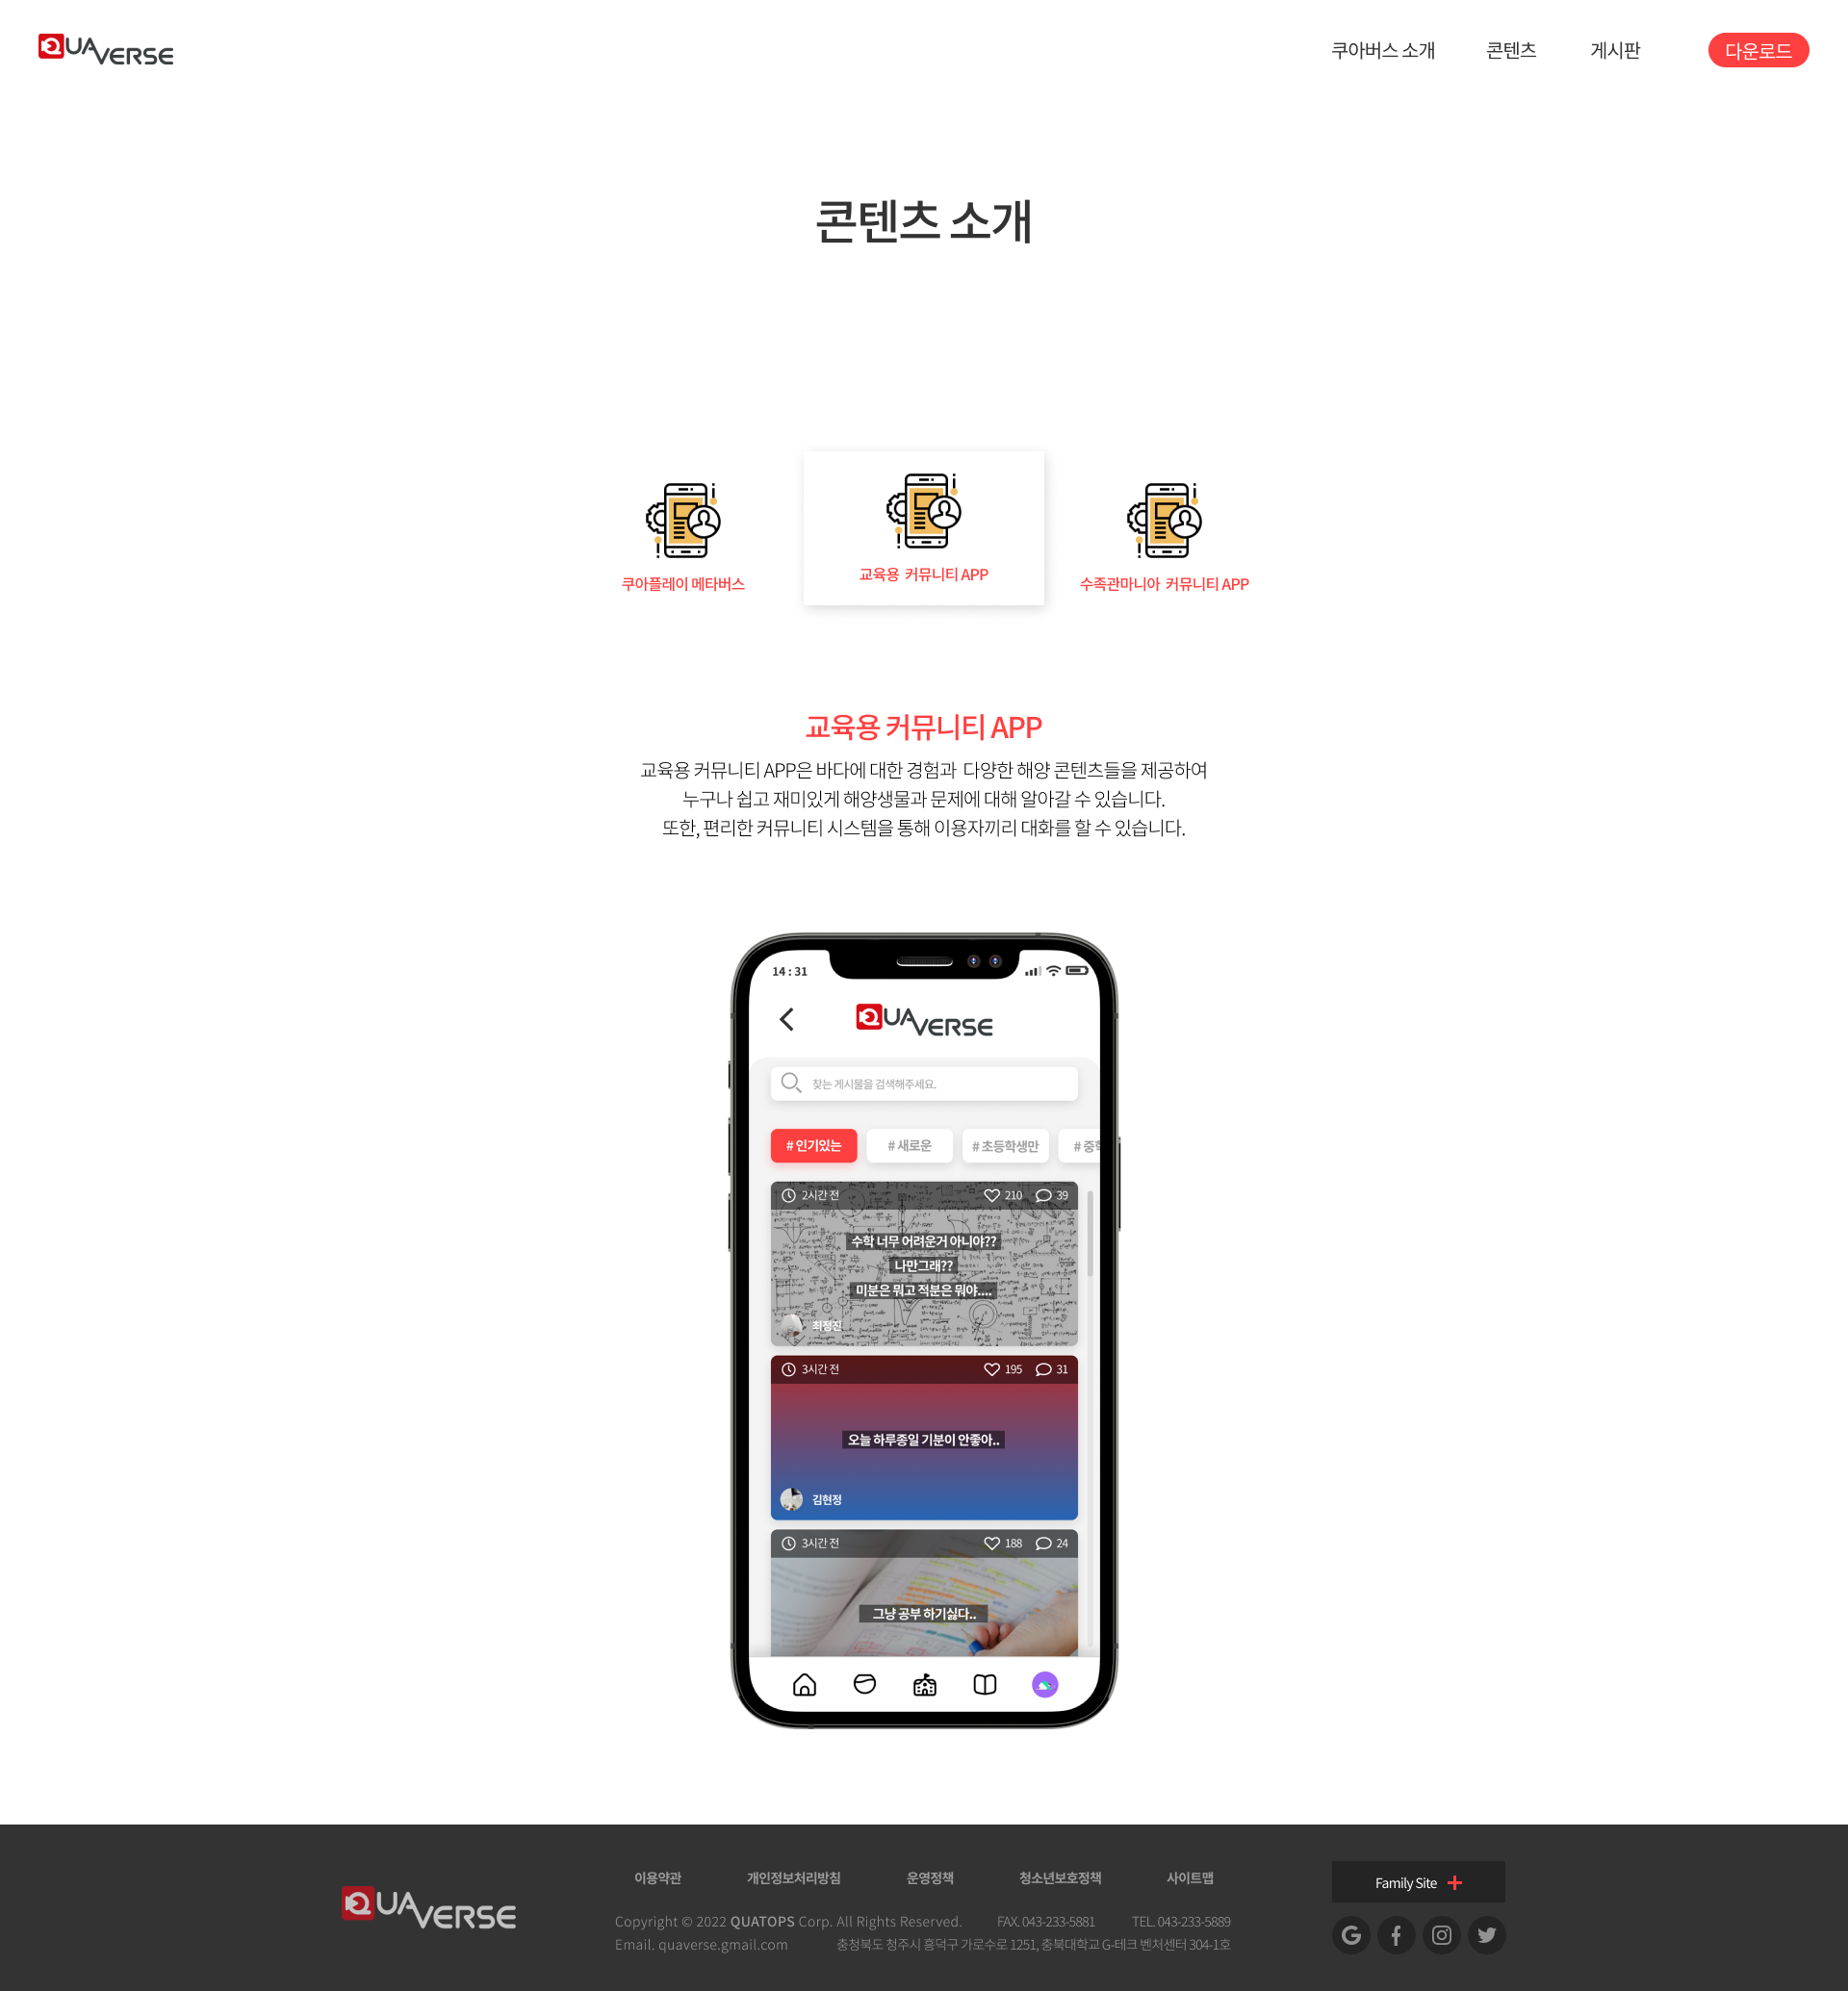 QUAVERSE
쿠아버스 소개
콘텐츠
게시판
다운로드
콘텐츠 소개
쿠아플레이 메타버스
교육용 커뮤니티 APP
수족관마니아 커뮤니티 APP
교육용 커뮤니티 APP
교육용 커뮤니티 APP은 바다에 대한 경험과 다양한 해양 콘텐츠들을 제공하여
누구나 쉽고 재미있게 해양생물과 문제에 대해 알아갈 수 있습니다.
또한, 편리한 커뮤니티 시스템을 통해 이용자끼리 대화를 할 수 있습니다.
14 : 31
QUAVERSE
찾는 게시물을 검색해주세요.
# 인기있는
# 새로운
# 초등학생만
# 중학
2시간 전
210
39
수학 너무 어려운거 아니야??
나만그래??
미분은 뭐고 적분은 뭐야....
최정진
3시간 전
195
31
오늘 하루종일 기분이 안좋아..
김현정
3시간 전
188
24
그냥 공부 하기싫다..
QUAVERSE
이용약관
개인정보처리방침
운영정책
청소년보호정책
사이트맵
Copyright © 2022 QUATOPS Corp. All Rights Reserved.
FAX. 043-233-5881
TEL. 043-233-5889
Email. quaverse.gmail.com
충청북도 청주시 흥덕구 가로수로 1251, 충북대학교 G-테크 벤처센터 304-1호
Family Site +